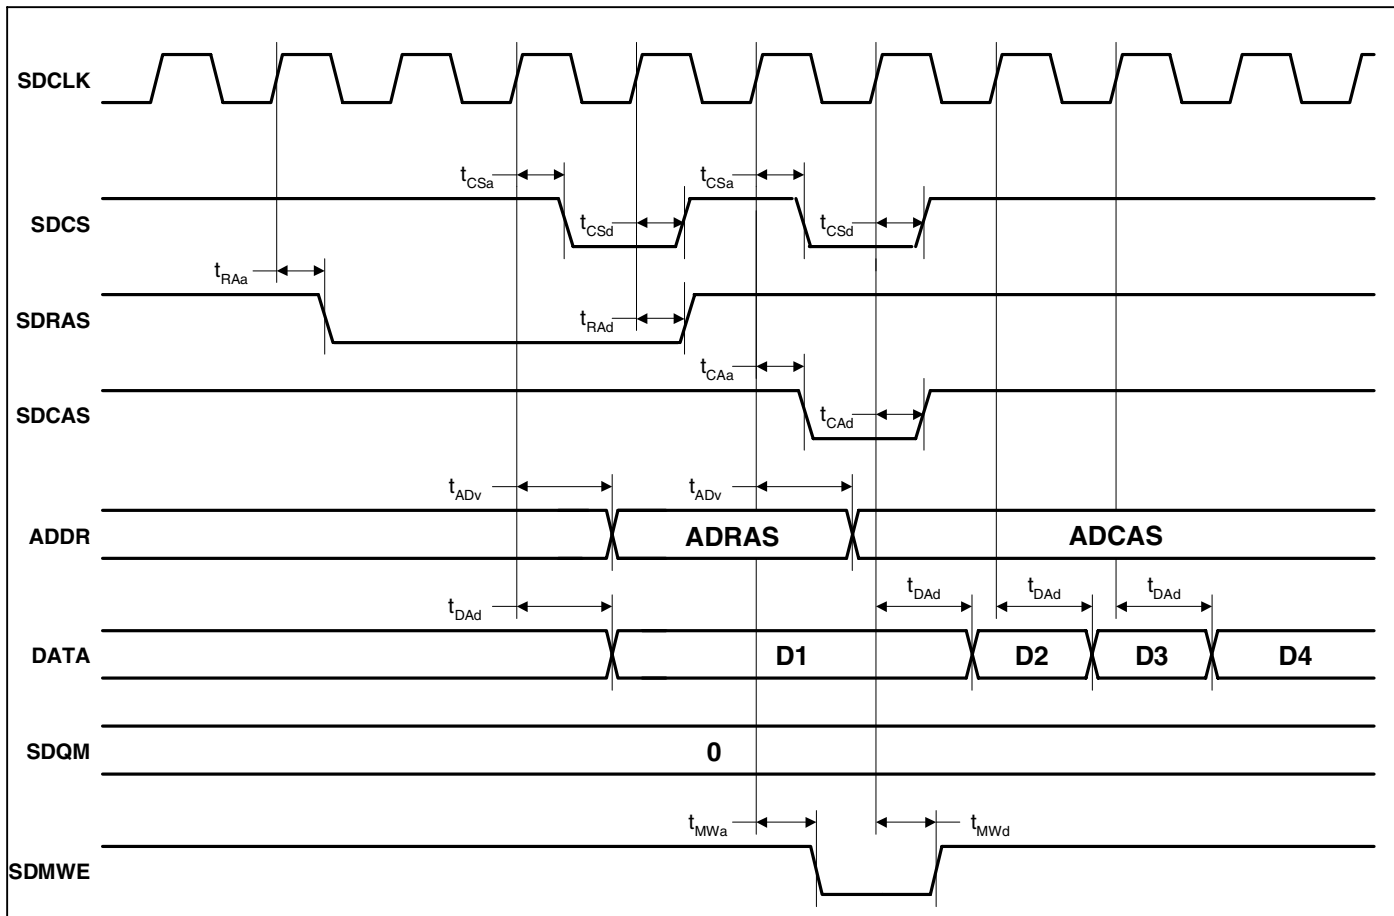 SDCLK
tCSa tCSa
SDCS
tCSd tCSd
tRAa
SDRAS
tRAd
tCAa
SDCAS
tCAd
tADv tADv
ADDR ADRAS ADCAS
tDAd tDAd tDAd tDAd
DATA D1 D2 D3 D4
SDQM 0
tMWa tMWd
SDMWE